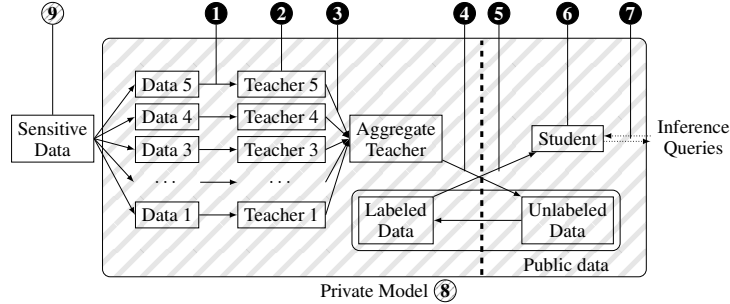 9
1
2
3
4
5
6
7
Data 5
Teacher 5
Data 4
Teacher 4
Sensitive
Data
Data 3
Teacher 3
Aggregate
Teacher
Student
Inference
Queries
. . .
. . .
Data 1
Teacher 1
Labeled
Data
Unlabeled
Data
Public data
Private Model 8